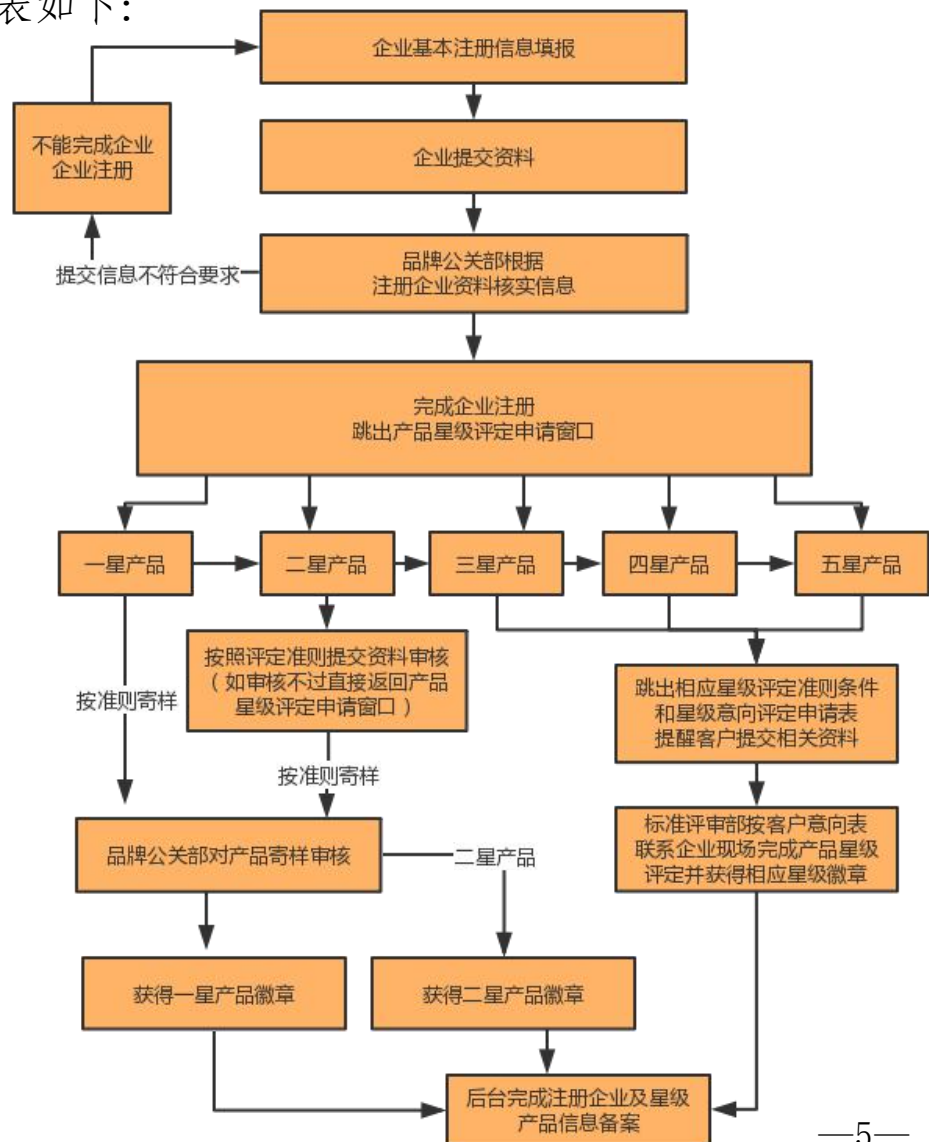 表如下:
企业基本注册信息填报
不能完成企业
企业注册
企业提交资料
提交信息不符合要求
品牌公关部根据
注册企业资料核实信息
完成企业注册
跳出产品星级评定申请窗口
一星产品
二星产品
三星产品
四星产品
五星产品
按准则寄样
按照评定准则提交资料审核
(如审核不过直接返回产品
星级评定申请窗口)
按准则寄样
跳出相应星级评定准则条件
和星级意向评定申请表
提醒客户提交相关资料
品牌公关部对产品寄样审核
二星产品
标准评审部按客户意向表
联系企业现场完成产品星级
评定并获得相应星级徽章
获得一星产品徽章
获得二星产品徽章
后台完成注册企业及星级
产品信息备案
—5—